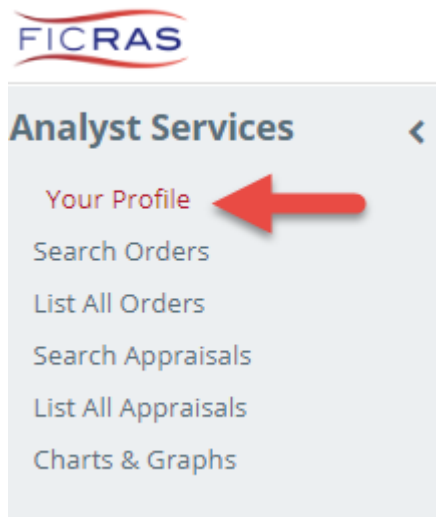 FICRAS
Analyst Services
Your Profile
Search Orders
List All Orders
Search Appraisals
List All Appraisals
Charts & Graphs